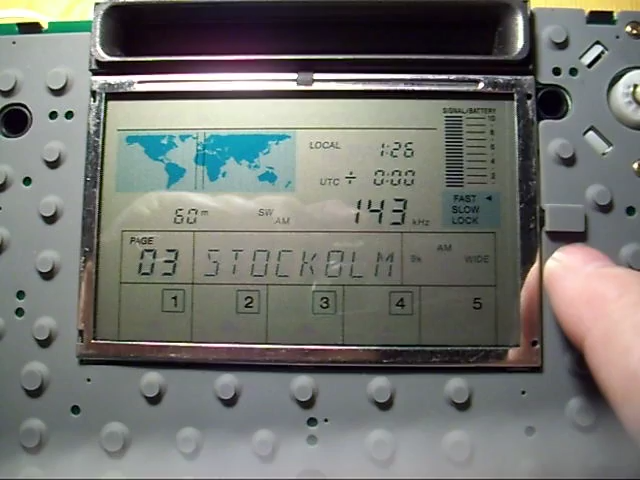 SIGNAL/BATTERY
10
8
6
4
2
LOCAL 1:26
UTC ÷ 0:00
FAST
SLOW
LOCK
60 m SW AM 143 kHz
PAGE
03 STOCKOLM 9k AM WIDE
1 2 3 4 5